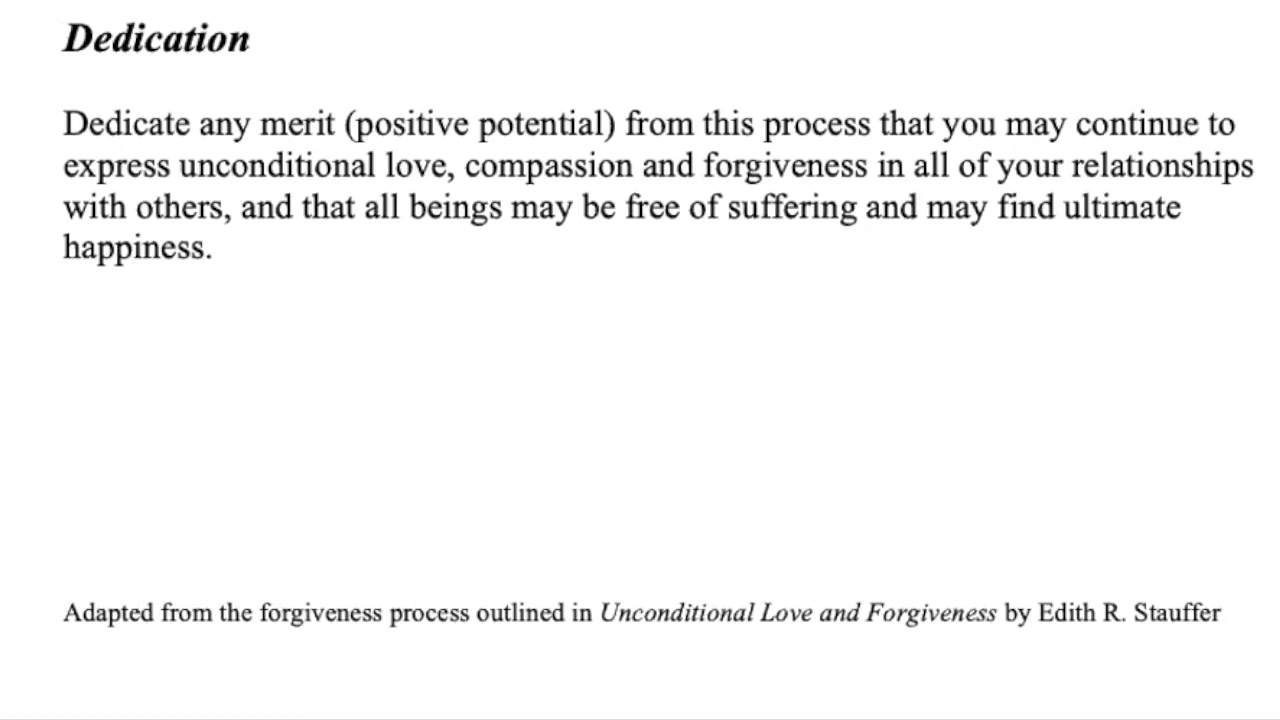 Dedication
Dedicate any merit (positive potential) from this process that you may continue to
express unconditional love, compassion and forgiveness in all of your relationships
with others, and that all beings may be free of suffering and may find ultimate
happiness.
Adapted from the forgiveness process outlined in Unconditional Love and Forgiveness by Edith R. Stauffer